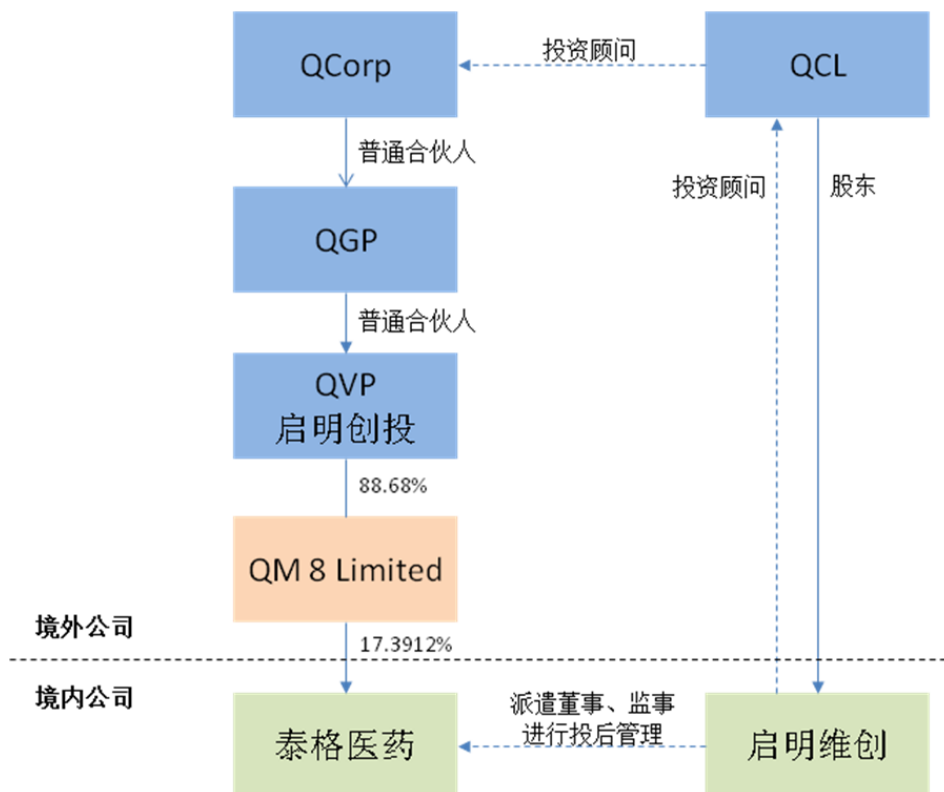 QCorp
投资顾问
QCL
普通合伙人
投资顾问
股东
QGP
普通合伙人
QVP
启明创投
88.68%
QM 8 Limited
境外公司
17.3912%
境内公司
泰格医药
派遣董事、监事
进行投后管理
启明维创